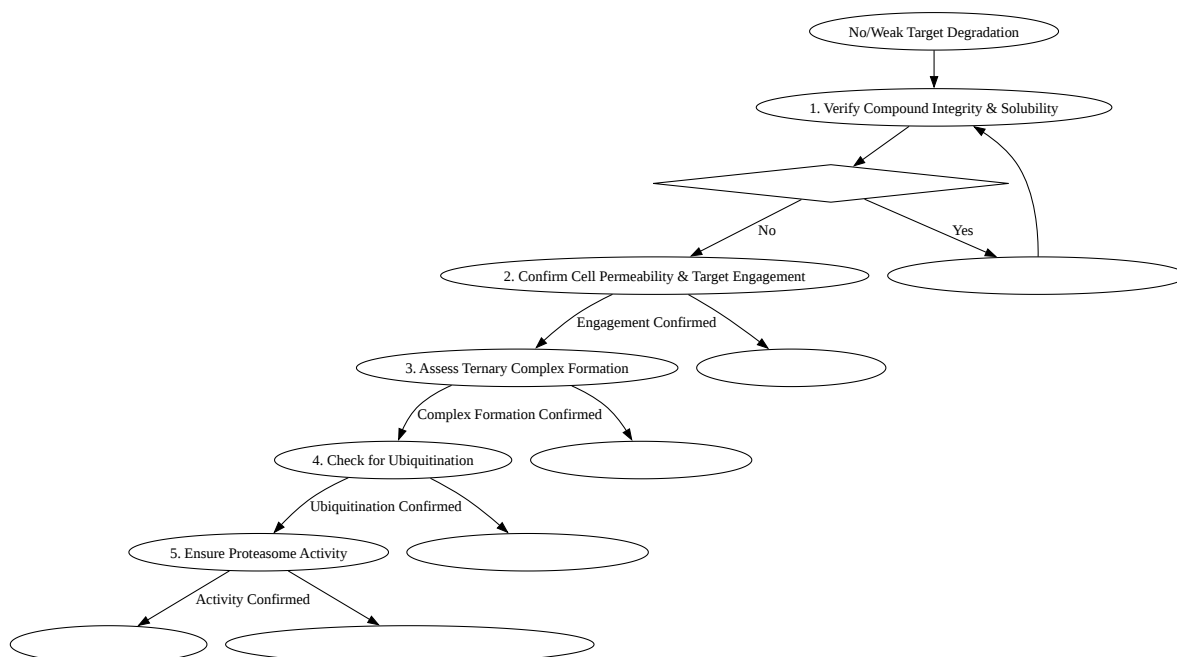 No/Weak Target Degradation
1. Verify Compound Integrity & Solubility
No
Yes
2. Confirm Cell Permeability & Target Engagement
Engagement Confirmed
3. Assess Ternary Complex Formation
Complex Formation Confirmed
4. Check for Ubiquitination
Ubiquitination Confirmed
5. Ensure Proteasome Activity
Activity Confirmed